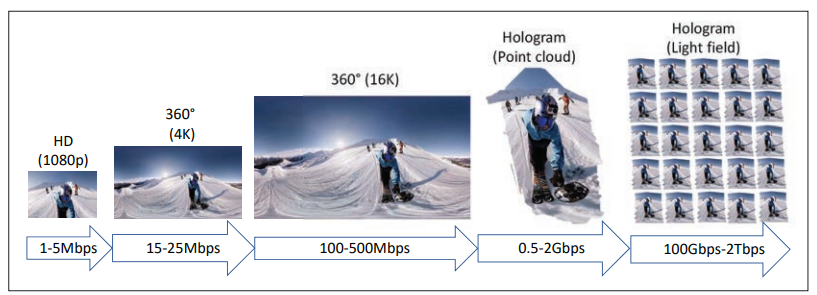 HD
(1080p)
360°
(4K)
360° (16K)
Hologram
(Point cloud)
Hologram
(Light field)
1-5Mbps
15-25Mbps
100-500Mbps
0.5-2Gbps
100Gbps-2Tbps